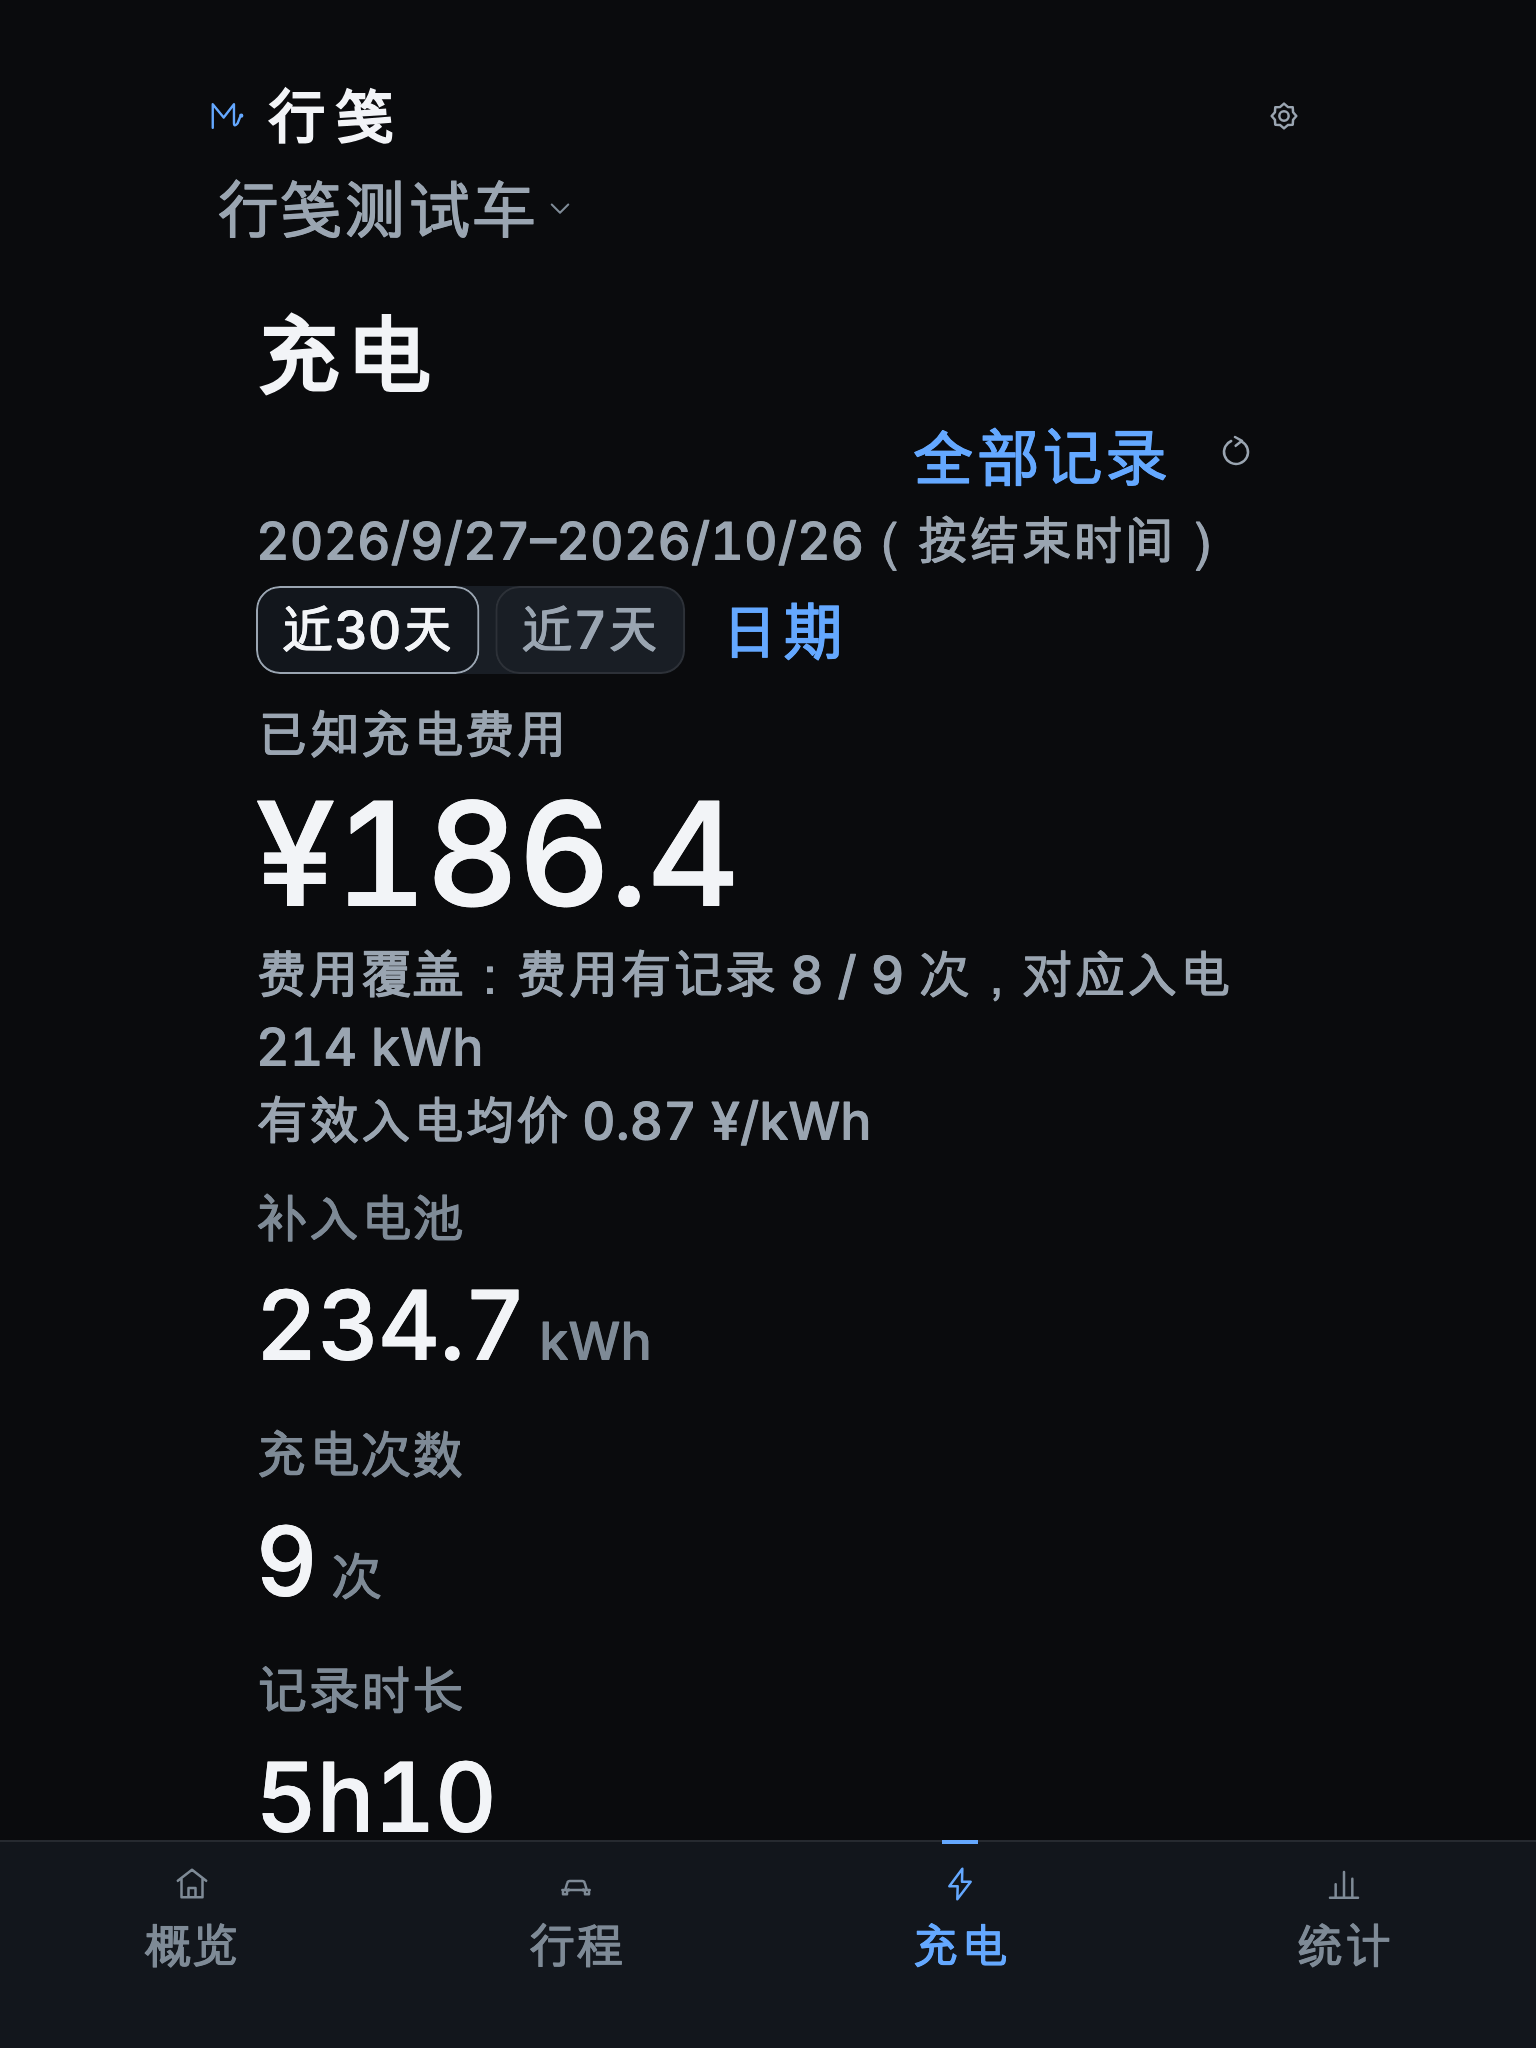 行笺
行笺测试车
充电
全部记录
2026/9/27–2026/10/26（按结束时间）
近30天 近7天 日期
已知充电费用
¥186.4
费用覆盖：费用有记录 8 / 9 次，对应入电
214 kWh
有效入电均价 0.87 ¥/kWh
补入电池
234.7 kWh
充电次数
9 次
记录时长
5h10
概览 行程 充电 统计